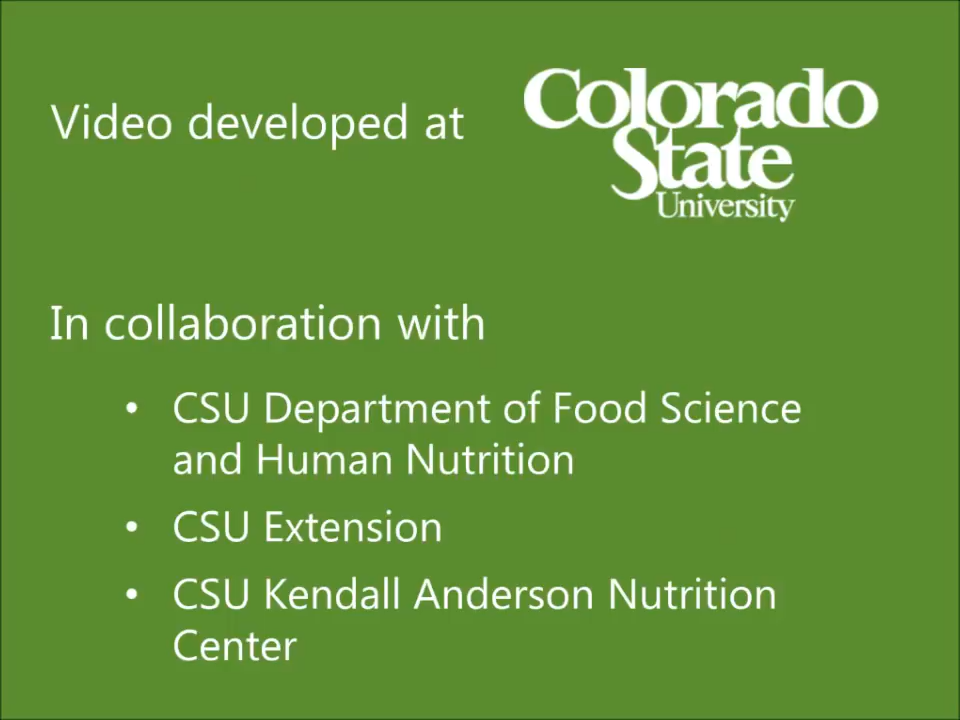 Video developed at
Colorado
State
University
In collaboration with
• CSU Department of Food Science
and Human Nutrition
• CSU Extension
• CSU Kendall Anderson Nutrition
Center